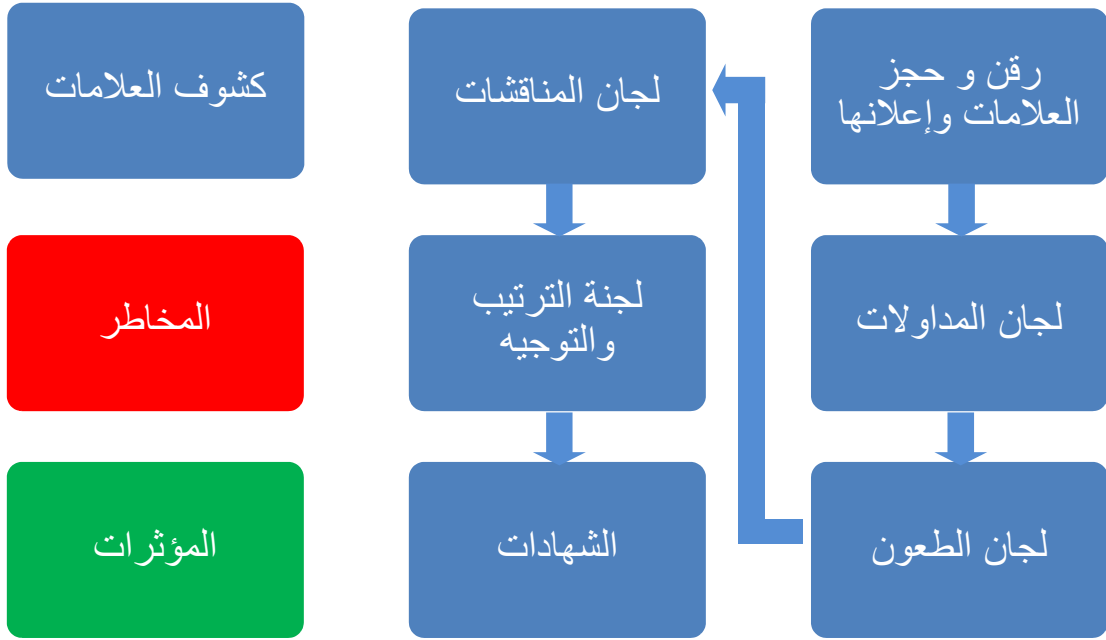 رقن و حجز
العلامات وإعلانها
لجان المداولات
لجان الطعون
لجان المناقشات
لجنة الترتيب
والتوجيه
الشهادات
كشوف العلامات
المخاطر
المؤثرات